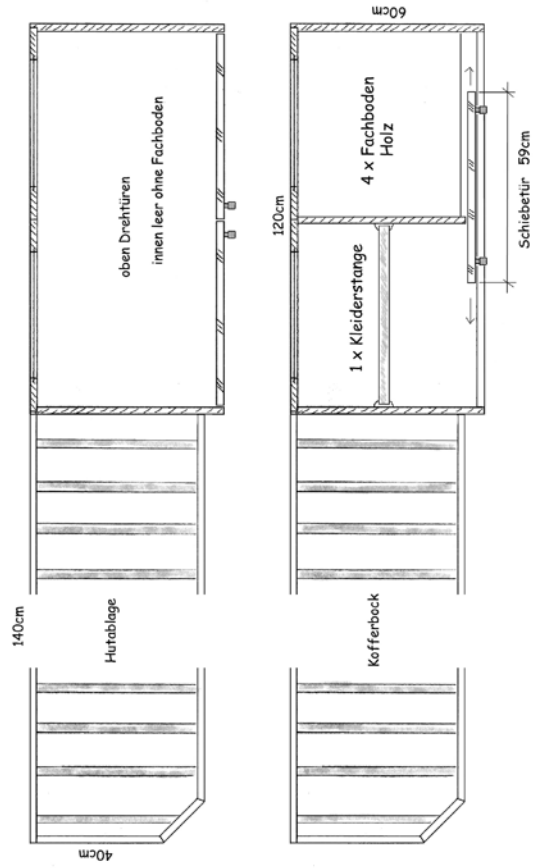 140cm
40cm
Hutablage
oben Drehtüren
innen leer ohne Fachboden
120cm
60cm
Kofferbock
1 x Kleiderstange
4 x Fachboden
Holz
Schiebetür 59cm